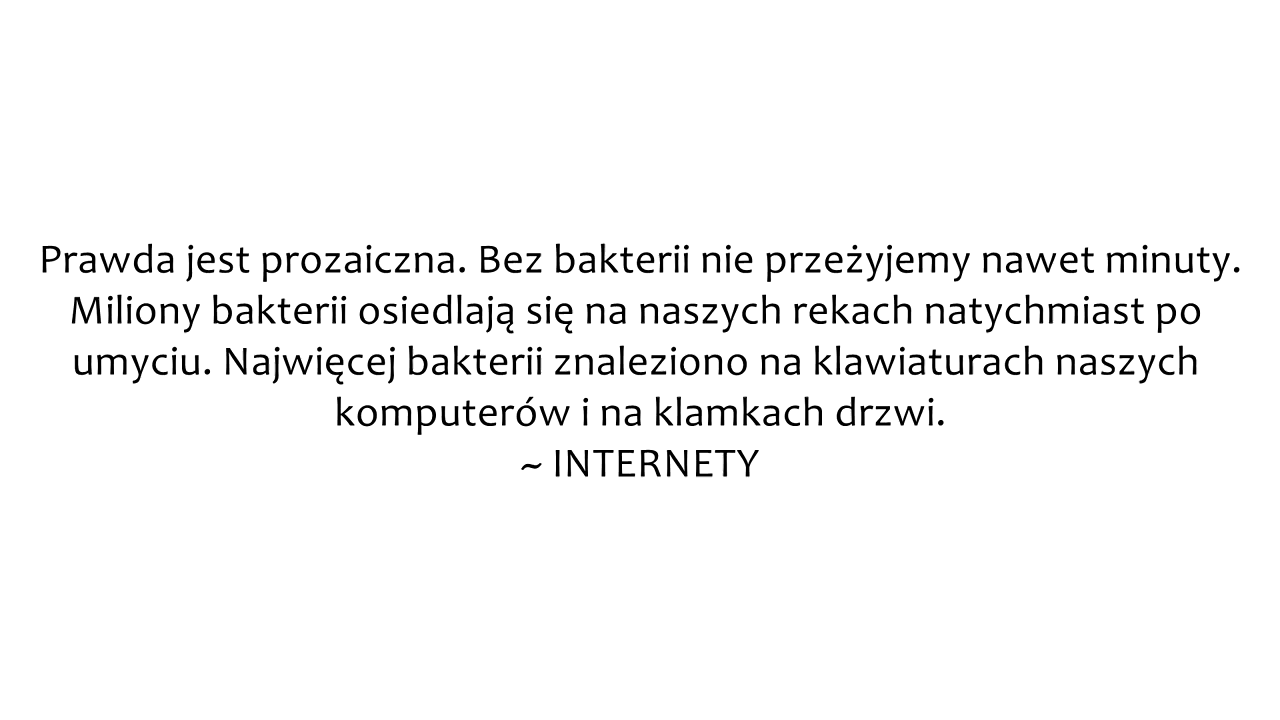 Prawda jest prozaiczna. Bez bakterii nie przeżyjemy nawet minuty.
Miliony bakterii osiedlają się na naszych rekach natychmiast po
umyciu. Najwięcej bakterii znaleziono na klawiaturach naszych
komputerów i na klamkach drzwi.
~ INTERNETY